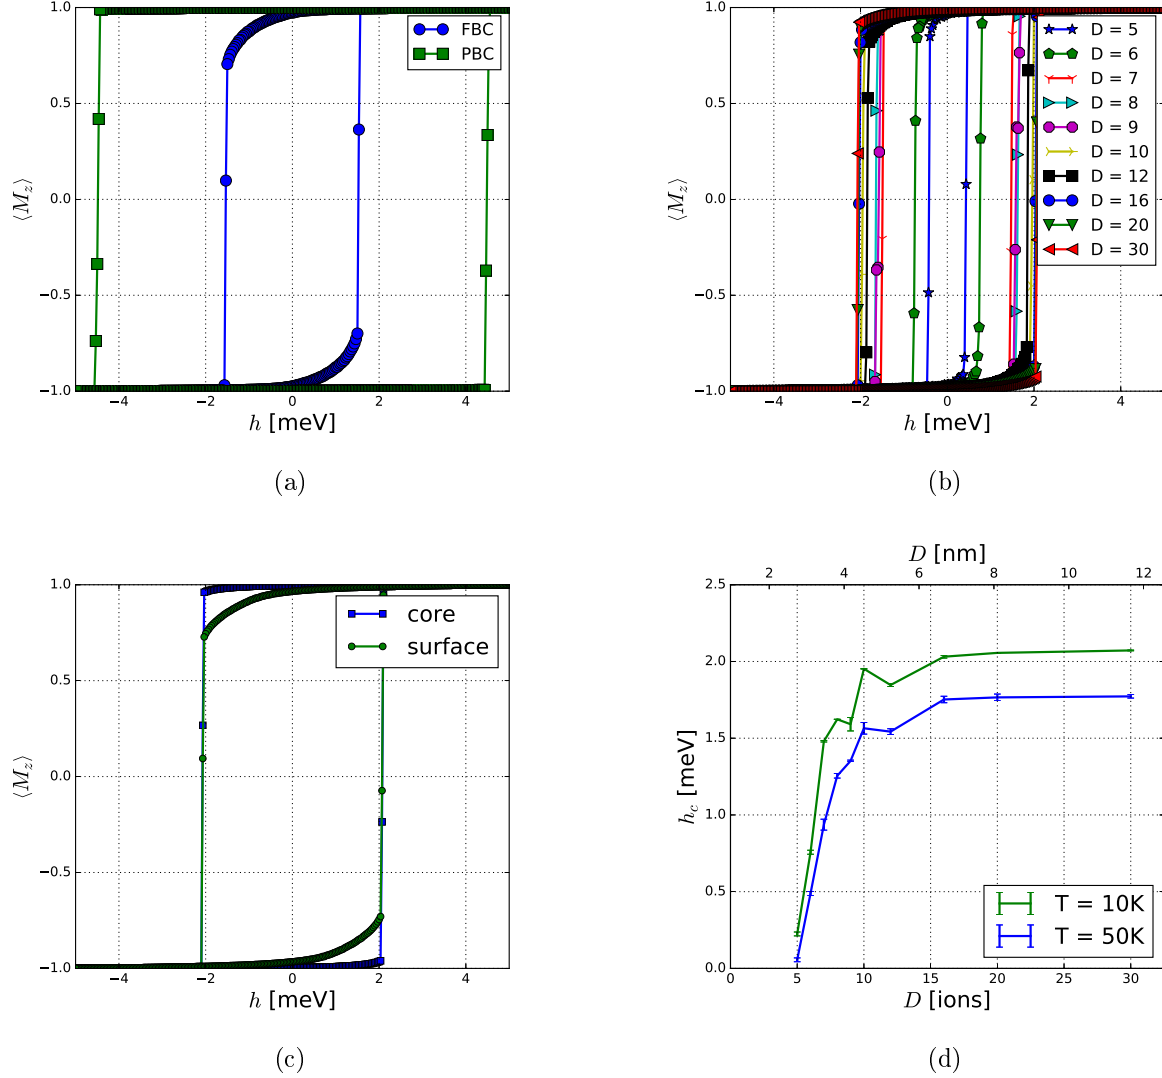 1.0
0.5
0.0
−0.5
−1.0
⟨M_z⟩
−4 −2 0 2 4
h [meV]
FBC
PBC
(a)
1.0
0.5
0.0
−0.5
−1.0
⟨M_z⟩
−4 −2 0 2 4
h [meV]
D = 5
D = 6
D = 7
D = 8
D = 9
D = 10
D = 12
D = 16
D = 20
D = 30
(b)
1.0
0.5
0.0
−0.5
−1.0
⟨M_z⟩
−4 −2 0 2 4
h [meV]
core
surface
(c)
D [nm]
2 4 6 8 10 12
2.5
2.0
1.5
1.0
0.5
0.0
h_c [meV]
0 5 10 15 20 25 30
D [ions]
T = 10K
T = 50K
(d)